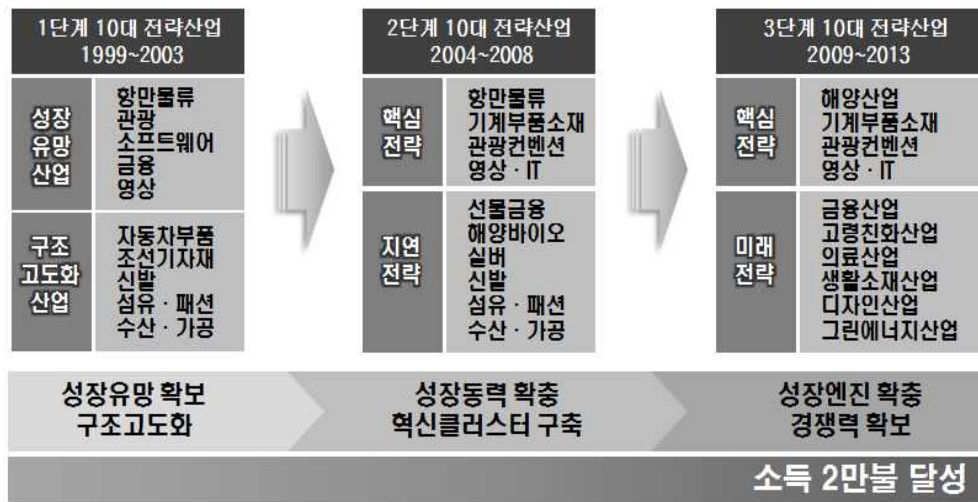 1단계 10대 전략산업
1999~2003
성장
유망
산업
항만물류
관광
소프트웨어
금융
영상
구조
고도화
산업
자동차부품
조선기자재
신발
섬유 · 패션
수산 · 가공
2단계 10대 전략산업
2004~2008
핵심
전략
항만물류
기계부품소재
관광컨벤션
영상 · IT
지연
전략
선물금융
해양바이오
실버
신발
섬유 · 패션
수산 · 가공
3단계 10대 전략산업
2009~2013
핵심
전략
해양산업
기계부품소재
관광컨벤션
영상 · IT
미래
전략
금융산업
고령친화산업
의료산업
생활소재산업
디자인산업
그린에너지산업
성장유망 확보
구조고도화
성장동력 확충
혁신클러스터 구축
성장엔진 확충
경쟁력 확보
소득 2만불 달성